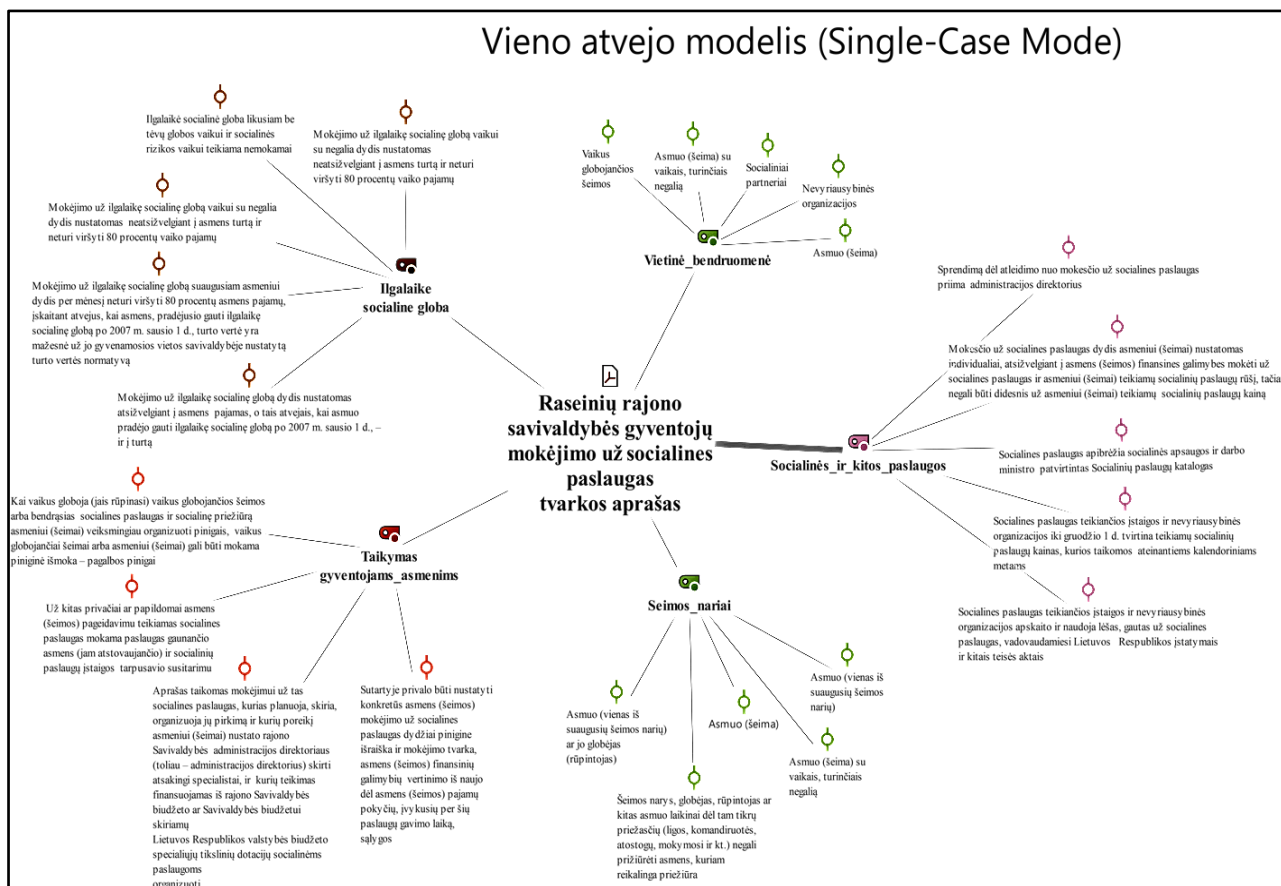 Vieno atvejo modelis (Single-Case Mode)
Ilgalaikė socialinė globa likusiam be
tėvų globos vaikui ir socialinės
rizikos vaikui teikiama nemokamai
Mokėjimo už ilgalaikę socialinę globą vaikui
su negalia dydis nustatomas
neatsižvelgiant į asmens turtą ir neturi
viršyti 80 procentų vaiko pajamų
Mokėjimo už ilgalaikę socialinę globą vaikui su negalia
dydis nustatomas neatsižvelgiant į asmens turtą ir
neturi viršyti 80 procentų vaiko pajamų
Mokėjimo už ilgalaikę socialinę globą suaugusiam asmeniui
dydis per mėnesį neturi viršyti 80 procentų asmens pajamų,
įskaitant atvejus, kai asmens, pradėjusio gauti ilgalaikę
socialinę globą po 2007 m. sausio 1 d., turto vertė yra
mažesnė už jo gyvenamosios vietos savivaldybėje nustatytą
turto vertės normatyvą
Mokėjimo už ilgalaikę socialinę globą dydis nustatomas
atsižvelgiant į asmens pajamas, o tais atvejais, kai asmuo
pradėjo gauti ilgalaikę socialinę globą po 2007 m. sausio 1 d., –
ir į turtą
Ilgalaike
socialine globa
Vaikus
globojančios
šeimos
Asmuo (šeima) su
vaikais, turinčiais
negalią
Socialiniai
partneriai
Nevyriausybinės
organizacijos
Asmuo (šeima)
Vietinė_bendruomenė
Raseinių rajono
savivaldybės gyventojų
mokėjimo už socialines
paslaugas
tvarkos aprašas
Sprendimą dėl atleidimo nuo mokesčio už socialines paslaugas
priima administracijos direktorius
Mokesčio už socialines paslaugas dydis asmeniui (šeimai) nustatomas
individualiai, atsižvelgiant į asmens (šeimos) finansines galimybes mokėti už
socialines paslaugas ir asmeniui (šeimai) teikiamų socialinių paslaugų rūšį, tačia
negali būti didesnis už asmeniui (šeimai) teikiamų socialinių paslaugų kainą
Socialinės_ir_kitos_paslaugos
Socialines paslaugas apibrėžia socialinės apsaugos ir darbo
ministro patvirtintas Socialinių paslaugų katalogas
Socialines paslaugas teikiančios įstaigos ir nevyriausybinės
organizacijos iki gruodžio 1 d. tvirtina teikiamų socialinių
paslaugų kainas, kurios taikomos ateinantiems kalendoriniams
metams
Socialines paslaugas teikiančios įstaigos ir nevyriausybinės
organizacijos apskaito ir naudoja lėšas, gautas už socialines
paslaugas, vadovaudamiesi Lietuvos Respublikos įstatymais
ir kitais teisės aktais
Kai vaikus globoja (jais rūpinasi) vaikus globojančios šeimos
arba bendrąsias socialines paslaugas ir socialinę priežiūrą
asmeniui (šeimai) veiksmingiau organizuoti pinigais, vaikus
globojančiai šeimai arba asmeniui (šeimai) gali būti mokama
piniginė išmoka – pagalbos pinigai
Taikymas
gyventojams_asmenims
Už kitas privačiai ar papildomai asmens
(šeimos) pageidavimu teikiamas socialines
paslaugas mokama paslaugas gaunančio
asmens (jam atstovaujančio) ir socialinių
paslaugų įstaigos tarpusavio susitarimu
Aprašas taikomas mokėjimui už tas
socialines paslaugas, kurias planuoja, skiria,
organizuoja jų pirkimą ir kurių poreikį
asmeniui (šeimai) nustato rajono
Savivaldybės administracijos direktoriaus
(toliau – administracijos direktorius) skirti
atsakingi specialistai, ir kurių teikimas
finansuojamas iš rajono Savivaldybės
biudžeto ar Savivaldybės biudžetui
skiriamų
Lietuvos Respublikos valstybės biudžeto
specialiųjų tikslinių dotacijų socialinėms
paslaugoms
organizuoti
Sutartyje privalo būti nustatyti
konkretūs asmens (šeimos)
mokėjimo už socialines
paslaugas dydžiai pinigine
išraiška ir mokėjimo tvarka,
asmens (šeimos) finansinių
galimybių vertinimo iš naujo
dėl asmens (šeimos) pajamų
pokyčių, įvykusių per šių
paslaugų gavimo laiką,
sąlygos
Seimos_nariai
Asmuo (vienas iš
suaugusių šeimos narių)
ar jo globėjas
(rūpintojas)
Šeimos narys, globėjas, rūpintojas ar
kitas asmuo laikinai dėl tam tikrų
priežasčių (ligos, komandiruotės,
atostogų, mokymosi ir kt.) negali
prižiūrėti asmens, kuriam
reikalinga priežiūra
Asmuo (šeima)
Asmuo (vienas iš
suaugusių šeimos
narių)
Asmuo (šeima) su
vaikais, turinčiais
negalią